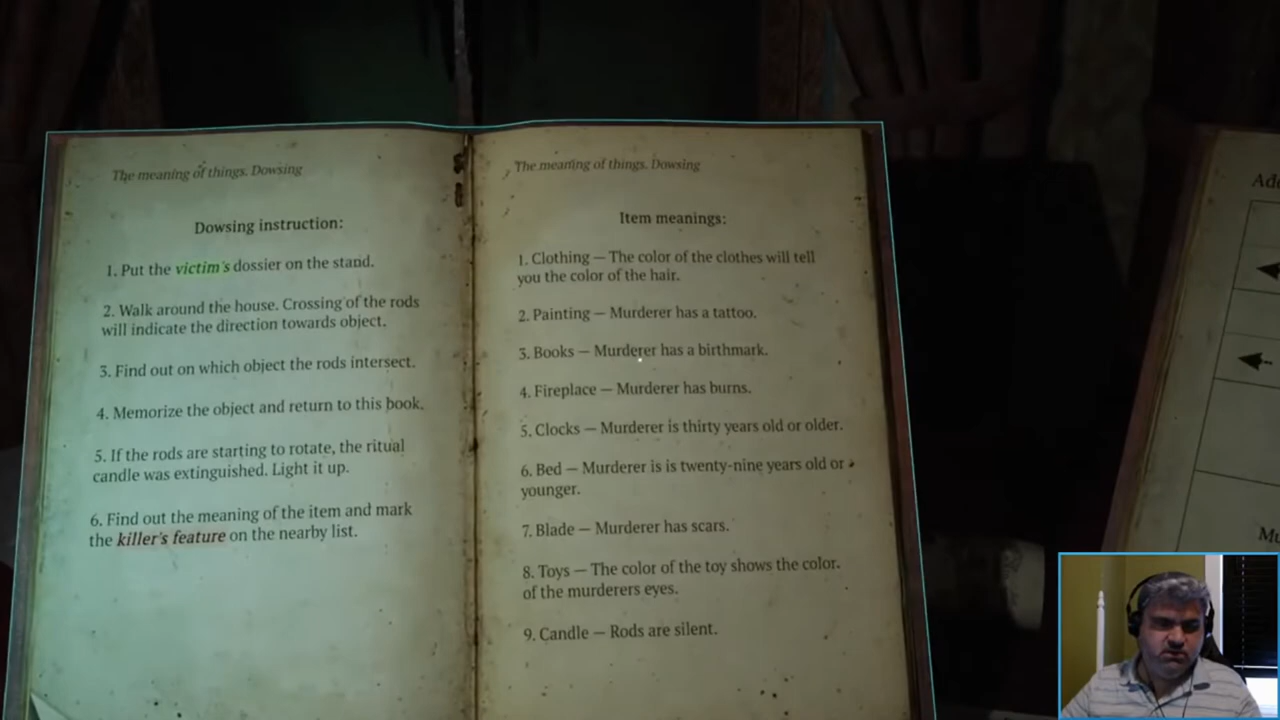 The meaning of things. Dowsing
Dowsing instruction:
1. Put the victim's dossier on the stand.
2. Walk around the house. Crossing of the rods
will indicate the direction towards object.
3. Find out on which object the rods intersect.
4. Memorize the object and return to this book.
5. If the rods are starting to rotate, the ritual
candle was extinguished. Light it up.
6. Find out the meaning of the item and mark
the killer's feature on the nearby list.
The meaning of things. Dowsing
Item meanings:
1. Clothing — The color of the clothes will tell
you the color of the hair.
2. Painting — Murderer has a tattoo.
3. Books — Murderer has a birthmark.
4. Fireplace — Murderer has burns.
5. Clocks — Murderer is thirty years old or older.
6. Bed — Murderer is is twenty-nine years old or
younger.
7. Blade — Murderer has scars.
8. Toys — The color of the toy shows the color.
of the murderers eyes.
9. Candle — Rods are silent.